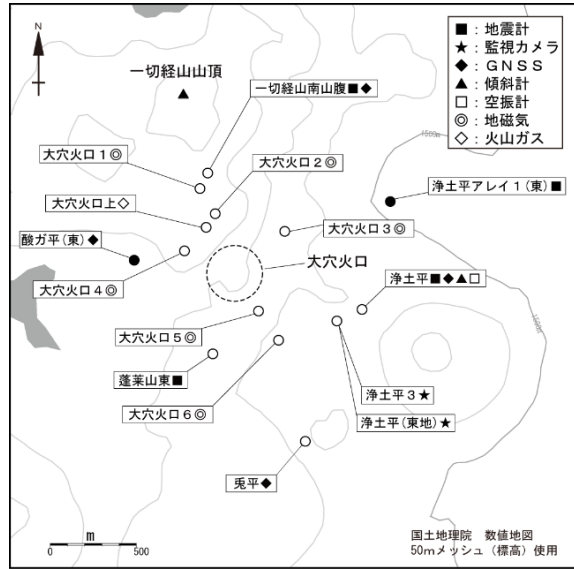 N
■：地震計
★：監視カメラ
◆：ＧＮＳＳ
▲：傾斜計
□：空振計
◎：地磁気
◇：火山ガス
一切経山山頂
一切経山南山腹■◆
1500m
大穴火口１◎
大穴火口２◎
浄土平アレイ１(東)■
大穴火口上◇
大穴火口３◎
酸ガ平(東)◆
大穴火口
浄土平■◆▲□
大穴火口４◎
1600m
大穴火口５◎
蓬莱山東■
浄土平３★
大穴火口６◎
浄土平(東地)★
兎平◆
m
0 500
国土地理院　数値地図
50mメッシュ（標高）使用